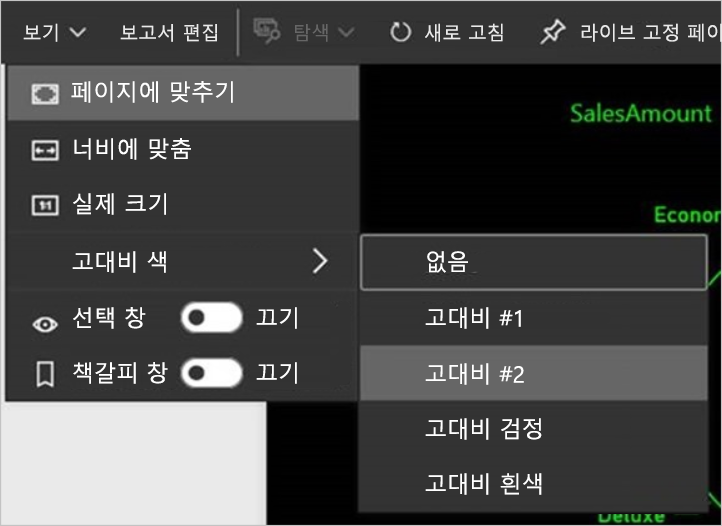 보기 보고서 편집 탐색 새로 고침 라이브 고정 페이
페이지에 맞추기
SalesAmount
너비에 맞춤
실제 크기
Econor
고대비 색
없음
선택 창 끄기
고대비 #1
책갈피 창 끄기
고대비 #2
고대비 검정
고대비 흰색
Deluxe